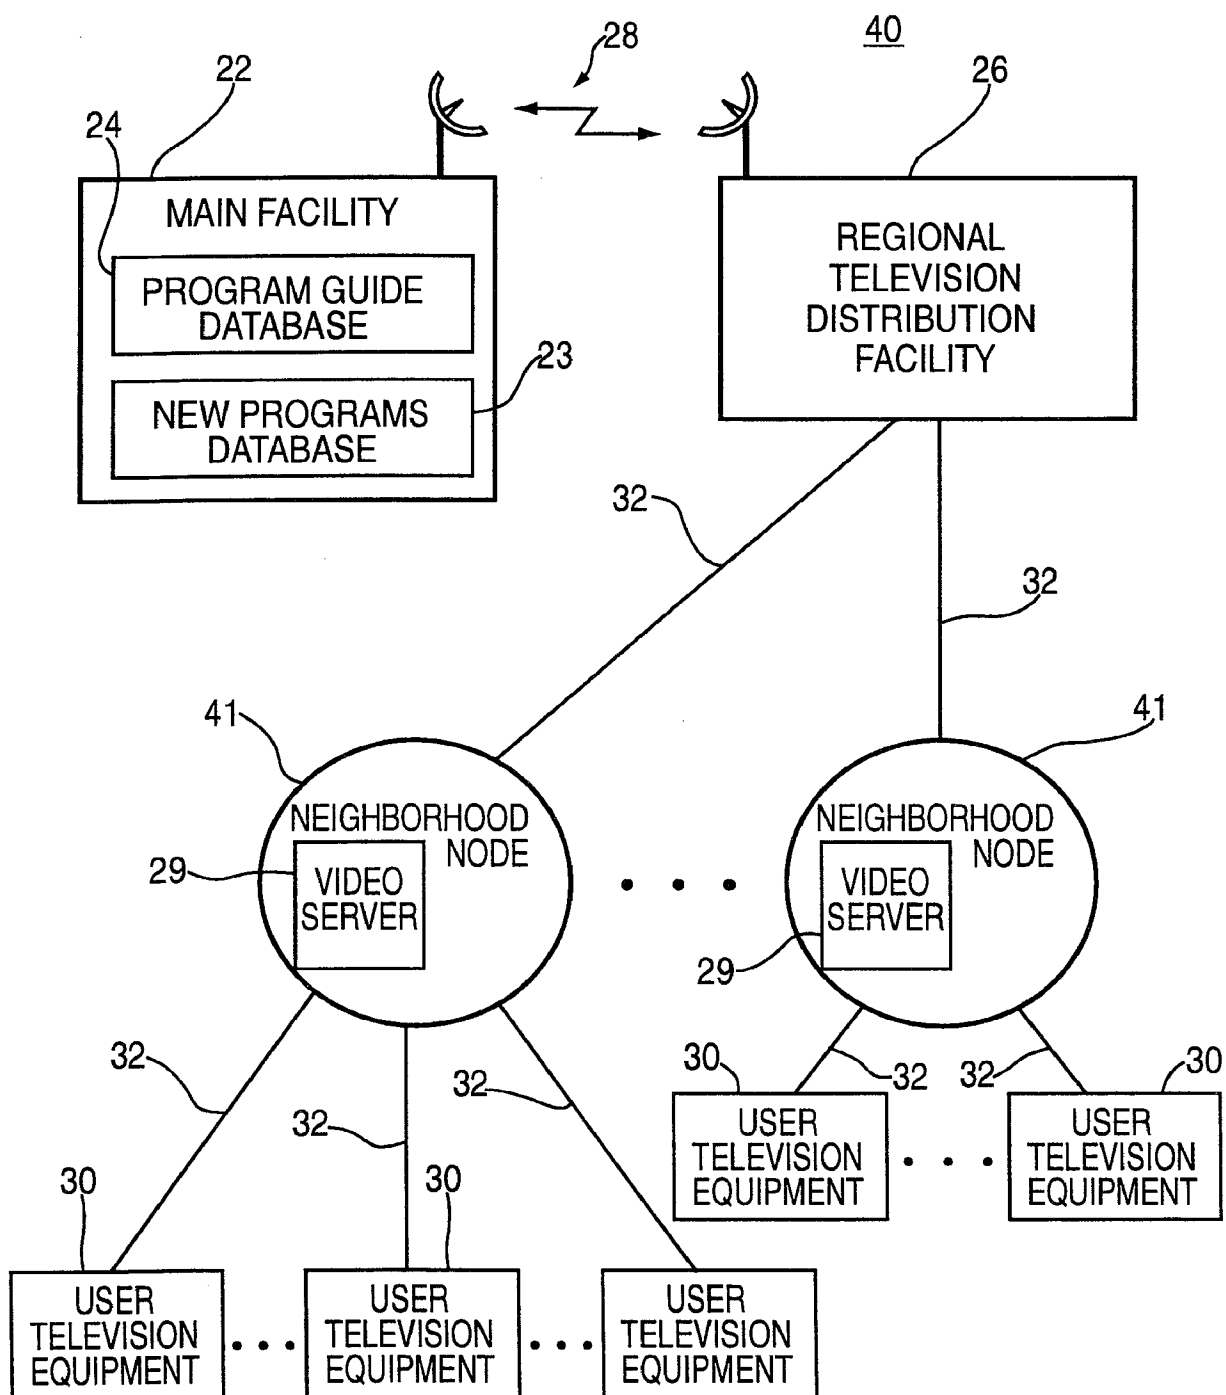 40
28
22
26
24
MAIN FACILITY
PROGRAM GUIDE
DATABASE
23
NEW PROGRAMS
DATABASE
REGIONAL
TELEVISION
DISTRIBUTION
FACILITY
32
32
41
41
NEIGHBORHOOD
NODE
29
VIDEO
SERVER
NEIGHBORHOOD
NODE
VIDEO
SERVER
29
32
32
32
32
32
30
30
USER
TELEVISION
EQUIPMENT
USER
TELEVISION
EQUIPMENT
30
30
USER
TELEVISION
EQUIPMENT
USER
TELEVISION
EQUIPMENT
USER
TELEVISION
EQUIPMENT